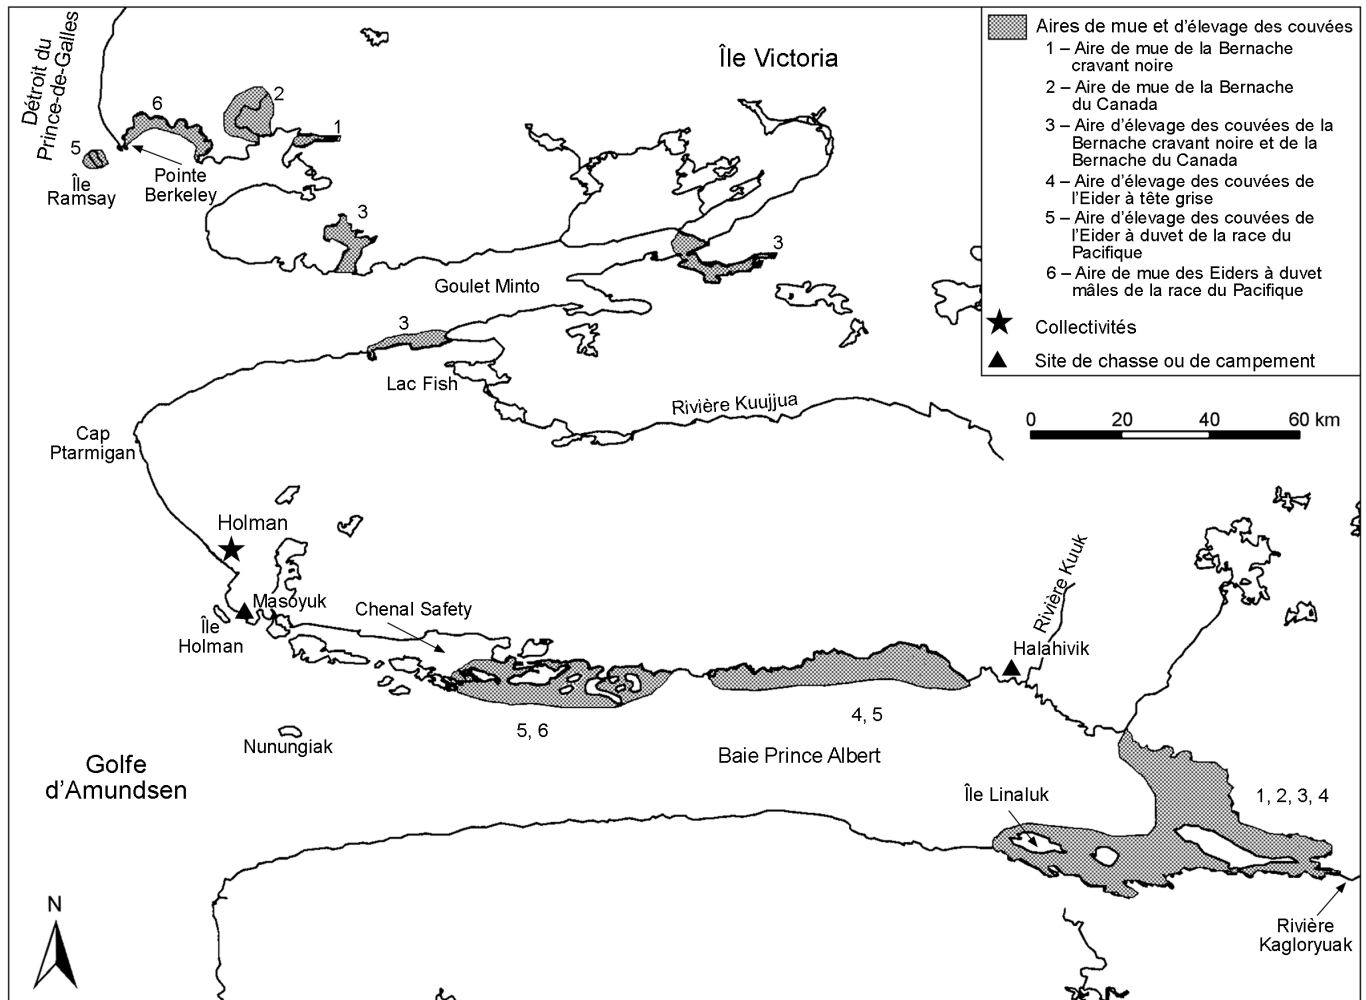 Détroit du
Prince-de-Galles
Île Victoria
Aires de mue et d'élevage des couvées
1 – Aire de mue de la Bernache
cravant noire
2 – Aire de mue de la Bernache
du Canada
3 – Aire d'élevage des couvées de la
Bernache cravant noire et de la
Bernache du Canada
4 – Aire d'élevage des couvées de
l'Eider à tête grise
5 – Aire d'élevage des couvées de
l'Eider à duvet de la race du
Pacifique
6 – Aire de mue des Eiders à duvet
mâles de la race du Pacifique
Collectivités
Site de chasse ou de campement
6
2
1
5
Île
Ramsay
Pointe
Berkeley
3
3
Goulet Minto
3
Lac Fish
Rivière Kuujjua
0 20 40 60 km
Cap
Ptarmigan
Holman
Masoyuk
Île
Holman
Chenal Safety
Rivière Kuuk
Halahivik
5, 6
4, 5
Nunungiak
Baie Prince Albert
Golfe
d'Amundsen
Île Linaluk
1, 2, 3, 4
N
Rivière
Kagloryuak